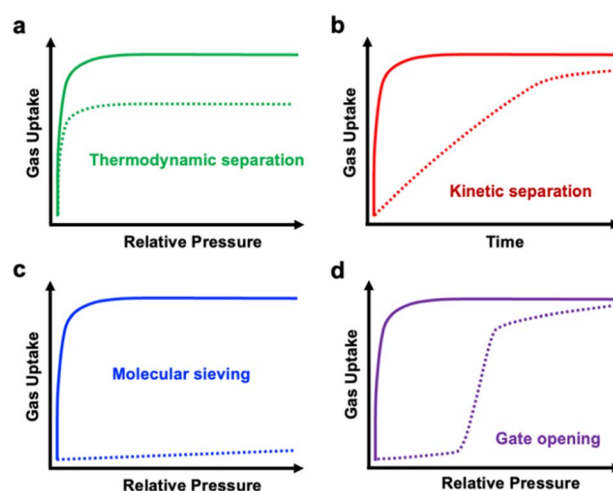 a
Gas Uptake
Thermodynamic separation
Relative Pressure
b
Gas Uptake
Kinetic separation
Time
c
Gas Uptake
Molecular sieving
Relative Pressure
d
Gas Uptake
Gate opening
Relative Pressure